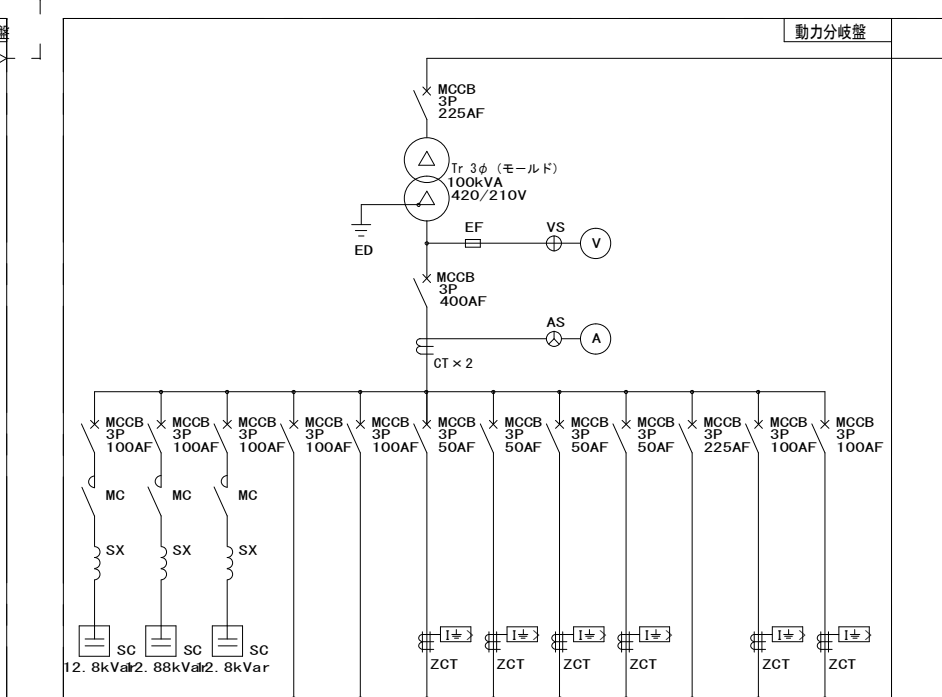 盤
動力分岐盤
MCCB
3P
225AF
Tr 3φ (モールド)
100kVA
420/210V
ED
EF
VS
V
MCCB
3P
400AF
AS
A
CT×2
MCCB
3P
100AF
MCCB
3P
100AF
MCCB
3P
100AF
MCCB
3P
100AF
MCCB
3P
100AF
MCCB
3P
50AF
MCCB
3P
50AF
MCCB
3P
50AF
MCCB
3P
50AF
MCCB
3P
225AF
MCCB
3P
100AF
MCCB
3P
100AF
MC
MC
MC
SX
SX
SX
SC
12.8kVar
SC
12.88kVar
SC
12.8kVar
I
ZCT
I
ZCT
I
ZCT
I
ZCT
I
ZCT
I
ZCT